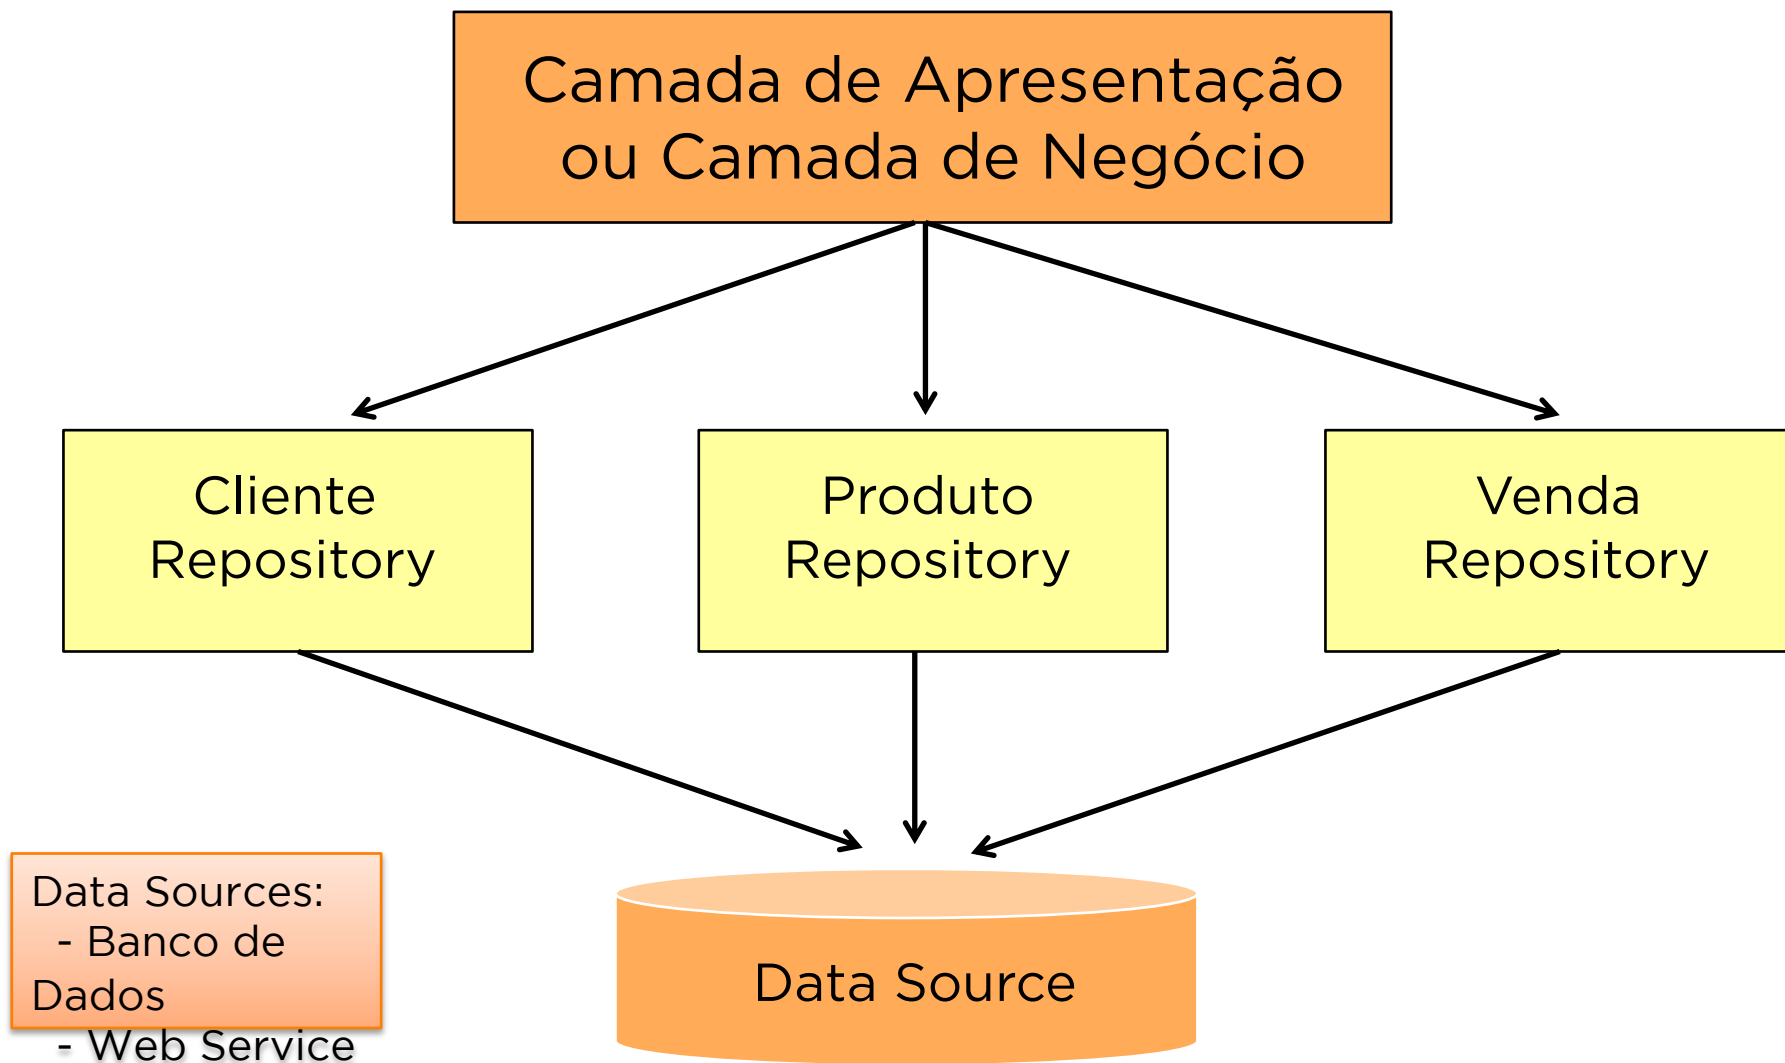 Camada de Apresentação
ou Camada de Negócio
Cliente
Repository
Produto
Repository
Venda
Repository
Data Sources:
- Banco de
Dados
- Web Service
Data Source